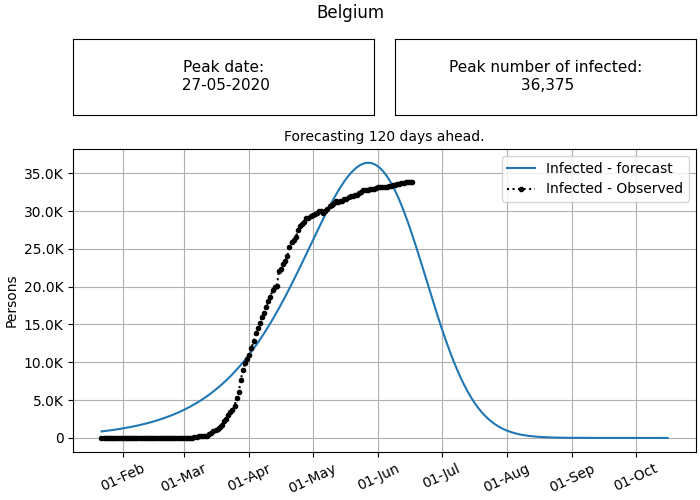 Belgium
Peak date:
27-05-2020
Peak number of infected:
36,375
Forecasting 120 days ahead.
Infected - forecast
Infected - Observed
Persons
35.0K
30.0K
25.0K
20.0K
15.0K
10.0K
5.0K
0
01-Feb
01-Mar
01-Apr
01-May
01-Jun
01-Jul
01-Aug
01-Sep
01-Oct